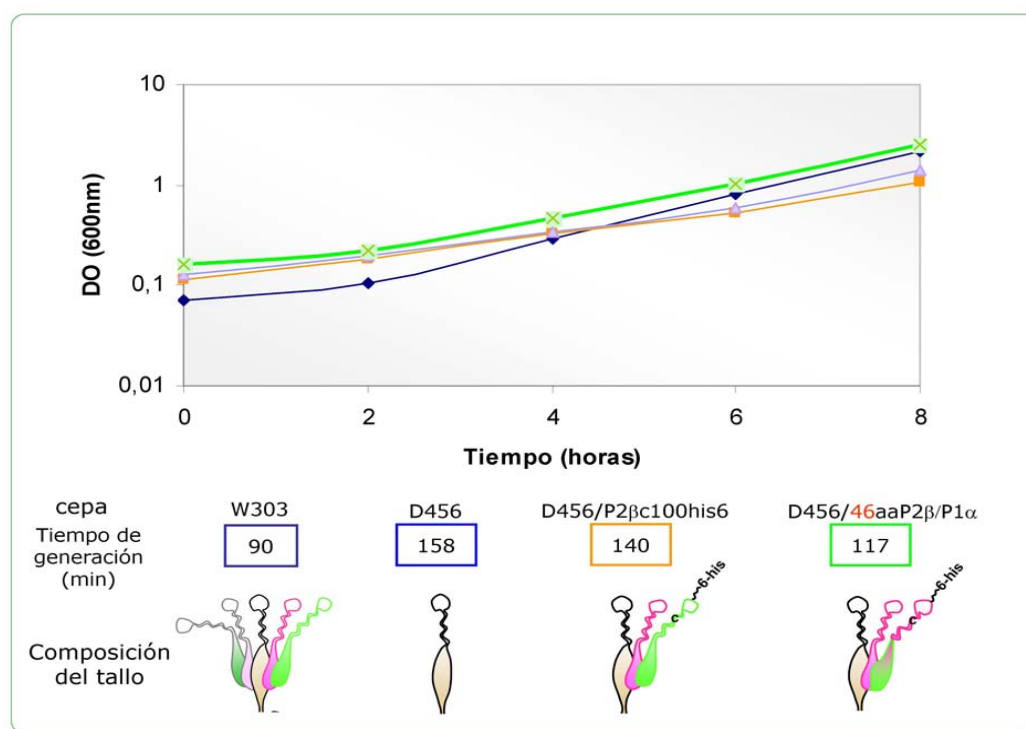 10
1
0,1
0,01
DO (600nm)
0 2 4 6 8
Tiempo (horas)
cepa W303 D456 D456/P2βc100his6 D456/46aaP2β/P1α
Tiempo de
generación
(min)
90 158 140 117
6-his
6-his
c
c
Composición
del tallo